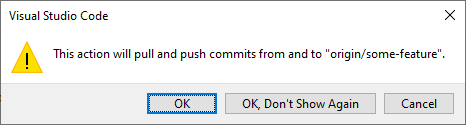 Visual Studio Code
This action will pull and push commits from and to "origin/some-feature".
OK
OK, Don't Show Again
Cancel